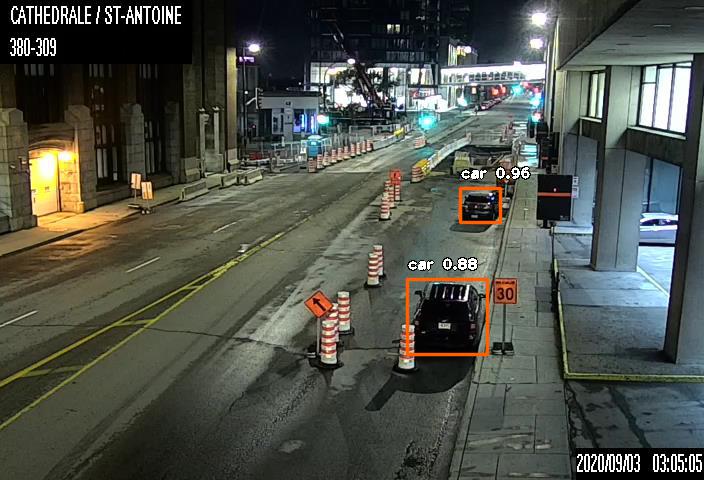 CATHEDRALE / ST-ANTOINE
380-309
car 0.96
car 0.88
30
2020/09/03 03:05:05